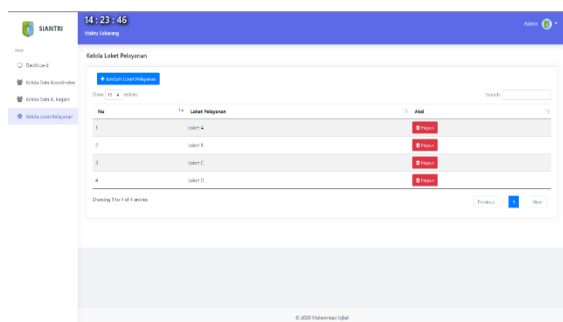 SIANTRI
14 : 23 : 46
Waktu Sekarang
Admin
Menu
Dashboard
Kelola Data Koordinator
Kelola Data K. Bagian
Kelola Loket Pelayanan
Kelola Loket Pelayanan
+ Tambah Loket Pelayanan
Show 10 entries
Search:
No Loket Pelayanan Aksi
1 Loket A Hapus
2 Loket B Hapus
3 Loket C Hapus
4 Loket D Hapus
Showing 1 to 4 of 4 entries
Previous 1 Next
© 2020 Muhammad Iqbal